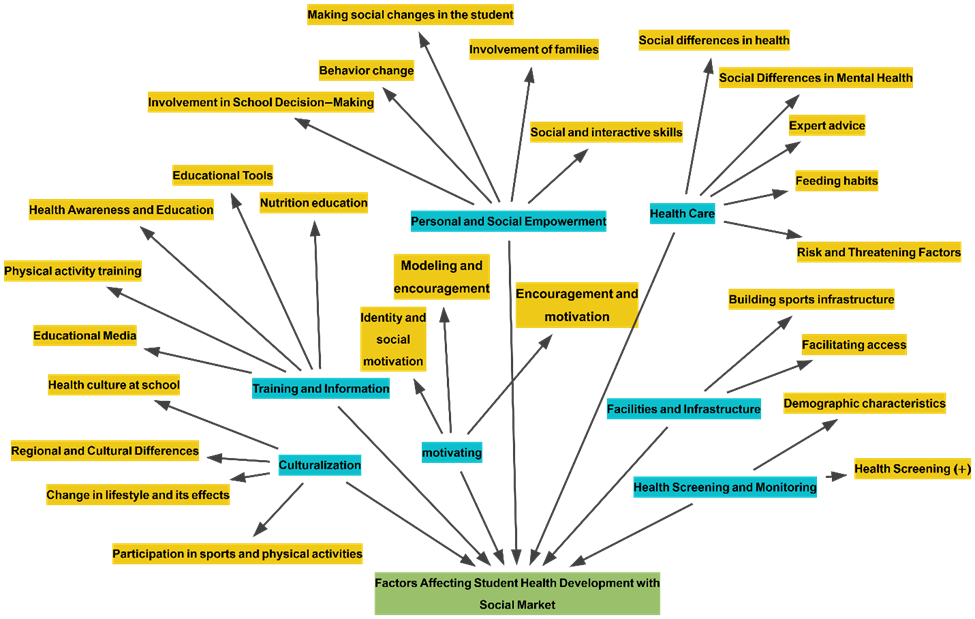 Making social changes in the student
Social differences in health
Involvement of families
Behavior change
Social Differences in Mental Health
Involvement in School Decision–Making
Expert advice
Social and interactive skills
Educational Tools
Feeding habits
Nutrition education
Health Awareness and Education
Personal and Social Empowerment
Health Care
Risk and Threatening Factors
Physical activity training
Modeling and
encouragement
Encouragement and
motivation
Building sports infrastructure
Identity and
social
motivation
Educational Media
Facilitating access
Health culture at school
Training and Information
Demographic characteristics
Facilities and Infrastructure
Regional and Cultural Differences
motivating
Culturalization
Health Screening (+)
Change in lifestyle and its effects
Health Screening and Monitoring
Participation in sports and physical activities
Factors Affecting Student Health Development with
Social Market